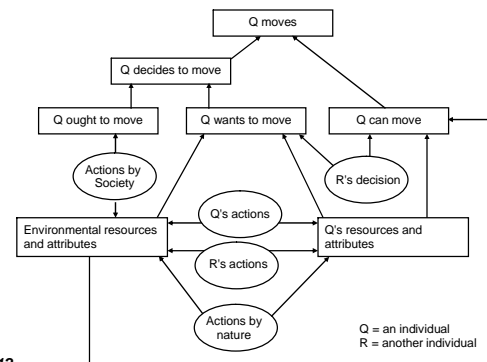 Q moves
Q decides to move
Q ought to move
Q wants to move
Q can move
Actions by
Society
R's decision
Q's actions
Environmental resources
and attributes
Q's resources and
attributes
R's actions
Actions by
nature
Q = an individual
R = another individual